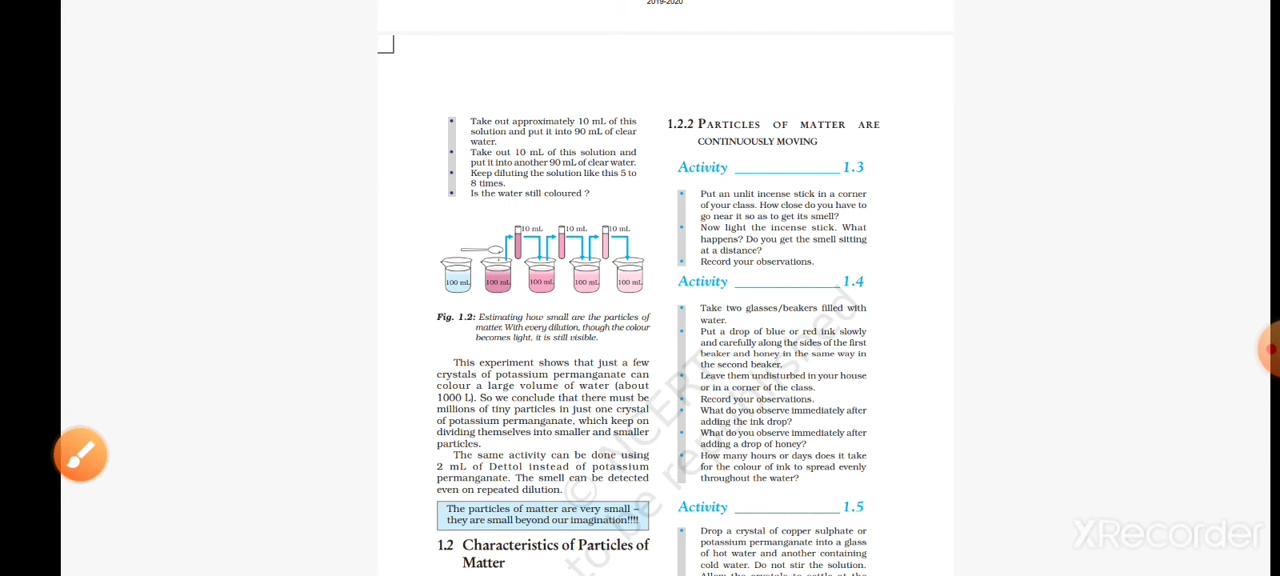 2019-2020
Take out approximately 10 mL of this
solution and put it into 90 mL of clear
water.
Take out 10 mL of this solution and
put it into another 90 mL of clear water.
Keep diluting the solution like this 5 to
8 times.
Is the water still coloured ?
10 mL
10 mL
10 mL
100 mL
100 mL
100 mL
100 mL
100 mL
Fig. 1.2: Estimating how small are the particles of
matter. With every dilution, though the colour
becomes light, it is still visible.
This experiment shows that just a few
crystals of potassium permanganate can
colour a large volume of water (about
1000 L). So we conclude that there must be
millions of tiny particles in just one crystal
of potassium permanganate, which keep on
dividing themselves into smaller and smaller
particles.
The same activity can be done using
2 mL of Dettol instead of potassium
permanganate. The smell can be detected
even on repeated dilution.
The particles of matter are very small –
they are small beyond our imagination!!!!
1.2 Characteristics of Particles of
Matter
1.2.2 PARTICLES OF MATTER ARE
CONTINUOUSLY MOVING
Activity ____________ 1.3
Put an unlit incense stick in a corner
of your class. How close do you have to
go near it so as to get its smell?
Now light the incense stick. What
happens? Do you get the smell sitting
at a distance?
Record your observations.
Activity ____________ 1.4
Take two glasses/beakers filled with
water.
Put a drop of blue or red ink slowly
and carefully along the sides of the first
beaker and honey in the same way in
the second beaker.
Leave them undisturbed in your house
or in a corner of the class.
Record your observations.
What do you observe immediately after
adding the ink drop?
What do you observe immediately after
adding a drop of honey?
How many hours or days does it take
for the colour of ink to spread evenly
throughout the water?
Activity ____________ 1.5
Drop a crystal of copper sulphate or
potassium permanganate into a glass
of hot water and another containing
cold water. Do not stir the solution.
Allow the crystals to settle at the
© NCERT
to be republished
XRecorder